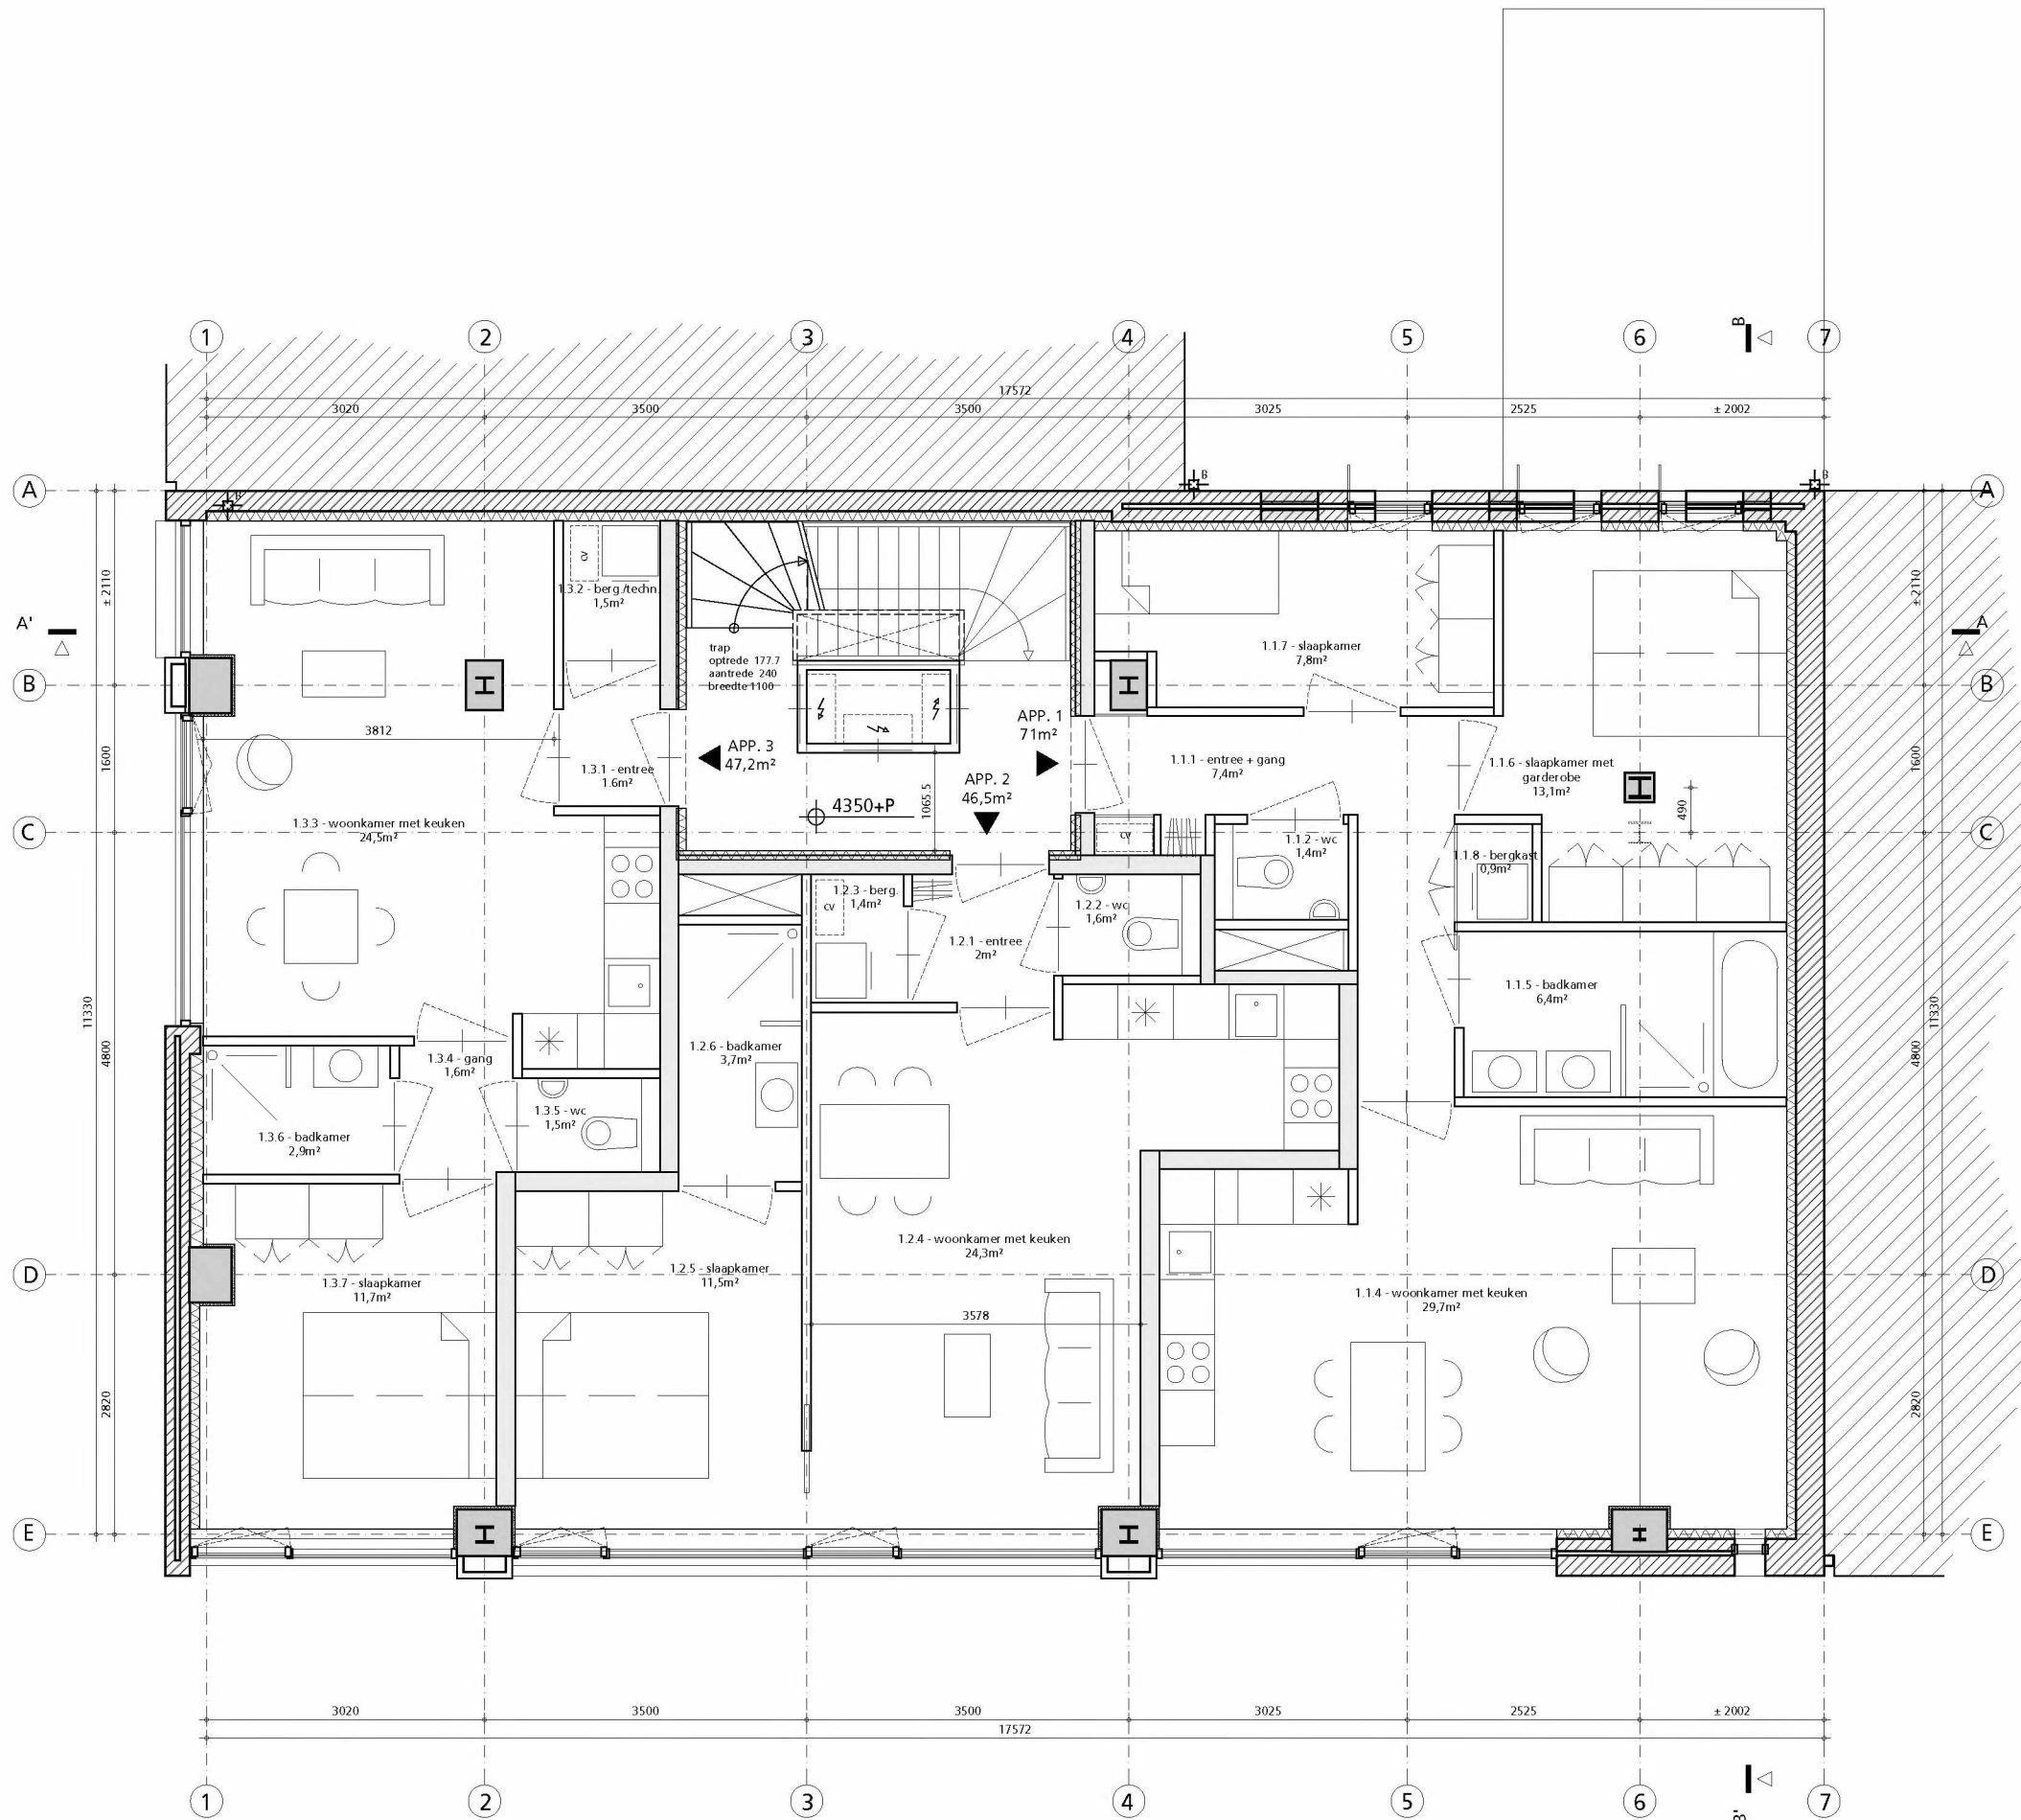 B
1
2
3
4
5
6
7
17572
3020
3500
3500
3025
2525
± 2002
A
A
B
B
± 2110
± 2110
A'
A
B
B
cv
1.3.2 - berg./techn.
1,5m²
trap
optrede 177.7
aantrede 240
breedte 1100
1.1.7 - slaapkamer
7,8m²
3812
1600
1600
APP. 3
47,2m²
APP. 1
71m²
1.3.1 - entree
1.6m²
1.1.1 - entree + gang
7,4m²
1.1.6 - slaapkamer met
garderobe
13,1m²
APP. 2
46,5m²
4350+P
1065.5
490
C
C
1.3.3 - woonkamer met keuken
24,5m²
cv
1.1.2 - wc
1,4m²
1.1.8 - bergkast
0,9m²
1.2.3 - berg.
1,4m²
cv
1.2.2 - wc
1,6m²
1.2.1 - entree
2m²
1.1.5 - badkamer
6,4m²
11330
11330
4800
4800
1.3.4 - gang
1,6m²
1.2.6 - badkamer
3,7m²
1.3.5 - wc
1,5m²
1.3.6 - badkamer
2,9m²
1.2.4 - woonkamer met keuken
24,3m²
D
D
1.3.7 - slaapkamer
11,7m²
1.2.5 - slaapkamer
11,5m²
1.1.4 - woonkamer met keuken
29,7m²
3578
2820
2820
E
E
3020
3500
3500
3025
2525
± 2002
17572
1
2
3
4
5
6
7
B'